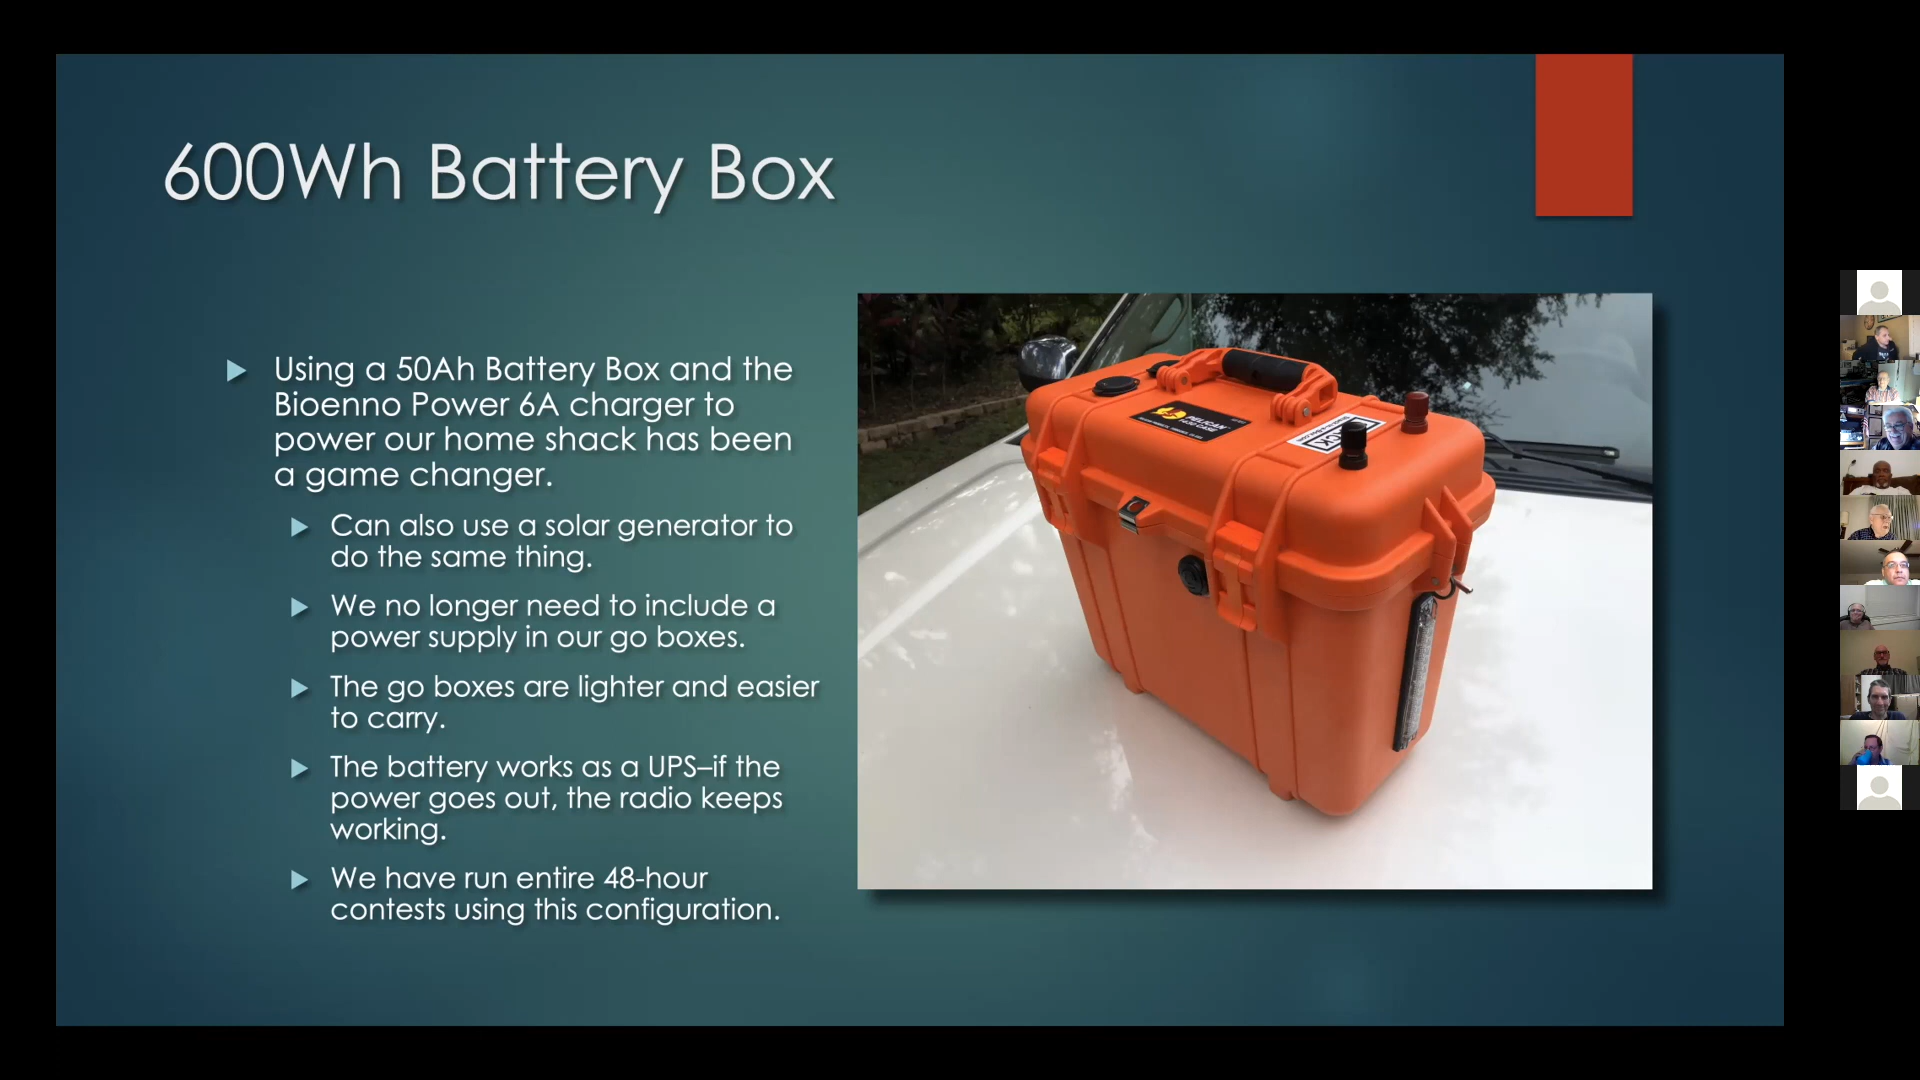 600Wh Battery Box
Using a 50Ah Battery Box and the
Bioenno Power 6A charger to
power our home shack has been
a game changer.
Can also use a solar generator to
do the same thing.
We no longer need to include a
power supply in our go boxes.
The go boxes are lighter and easier
to carry.
The battery works as a UPS–if the
power goes out, the radio keeps
working.
We have run entire 48-hour
contests using this configuration.
PELICAN
1430 CASE